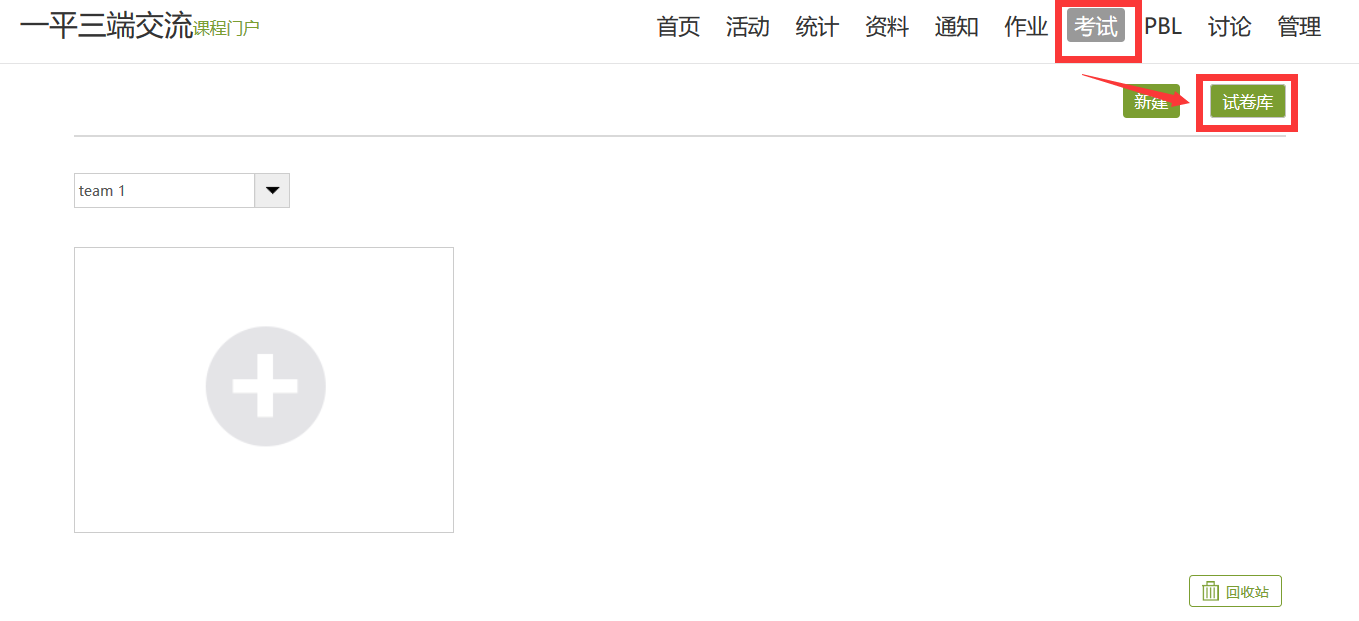 一平三端交流课程门户 首页 活动 统计 资料 通知 作业 考试 PBL 讨论 管理
新建 试卷库
team 1
回收站